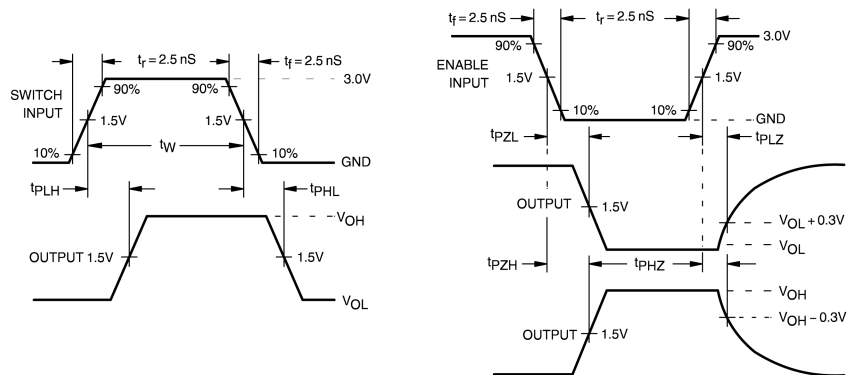 tr = 2.5 nS
tf = 2.5 nS
SWITCH
INPUT
90%
90%
3.0V
1.5V
1.5V
tW
10%
10%
GND
tPLH
tPHL
VOH
OUTPUT 1.5V
1.5V
VOL
tf = 2.5 nS
tr = 2.5 nS
3.0V
90%
90%
ENABLE
INPUT
1.5V
1.5V
10%
10%
GND
tPZL
tPLZ
OUTPUT
1.5V
VOL + 0.3V
VOL
tPZH
tPHZ
VOH
VOH – 0.3V
OUTPUT
1.5V